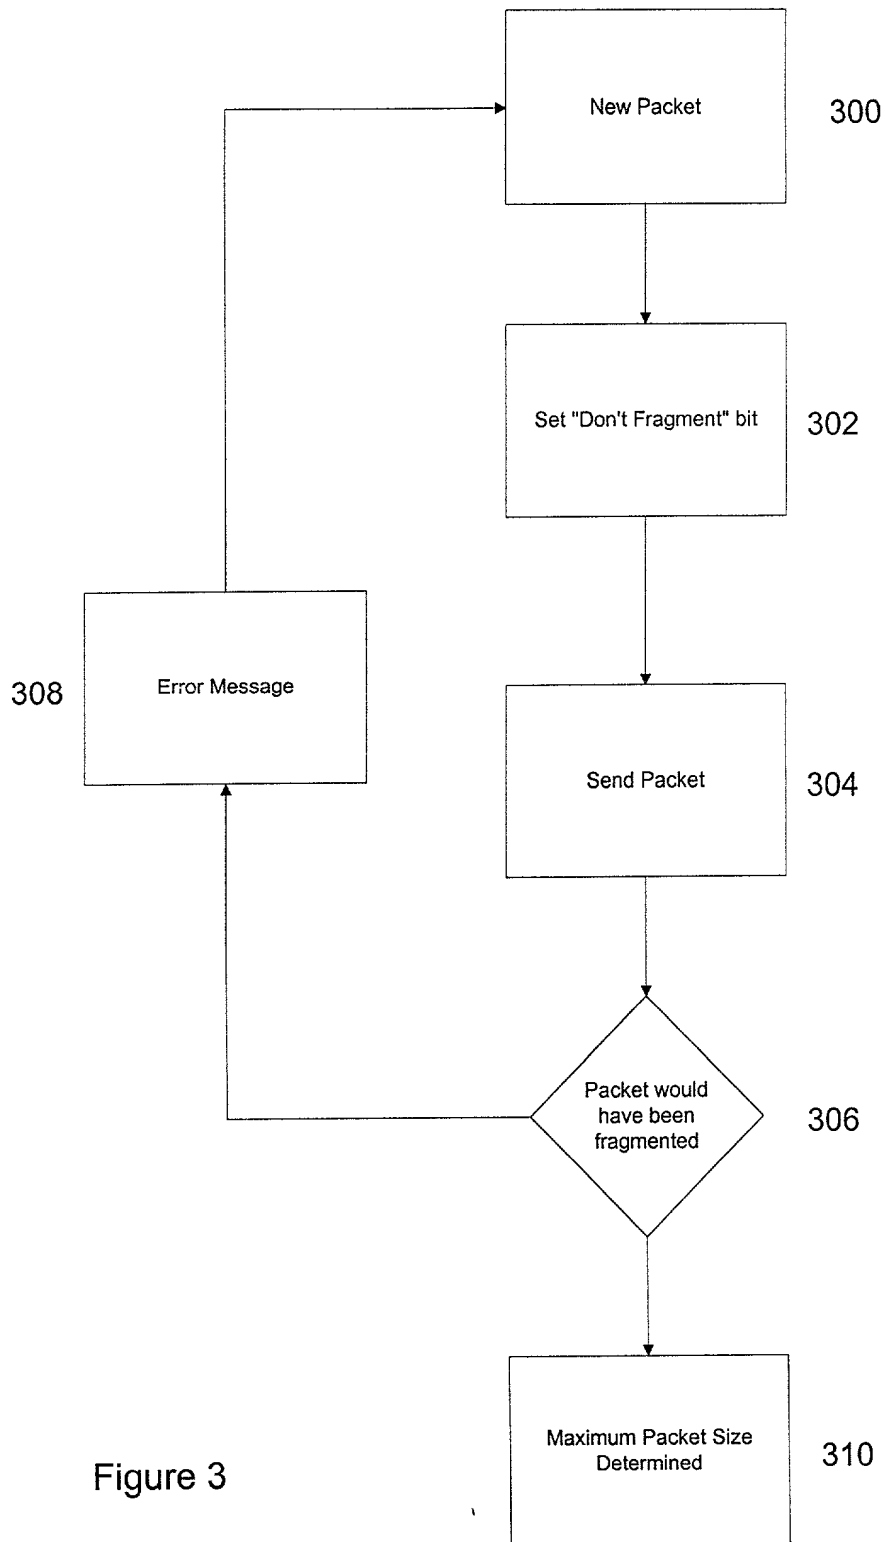 New Packet
300
Set "Don't Fragment" bit
302
308
Error Message
Send Packet
304
Packet would
have been
fragmented
306
Maximum Packet Size
Determined
310
Figure 3